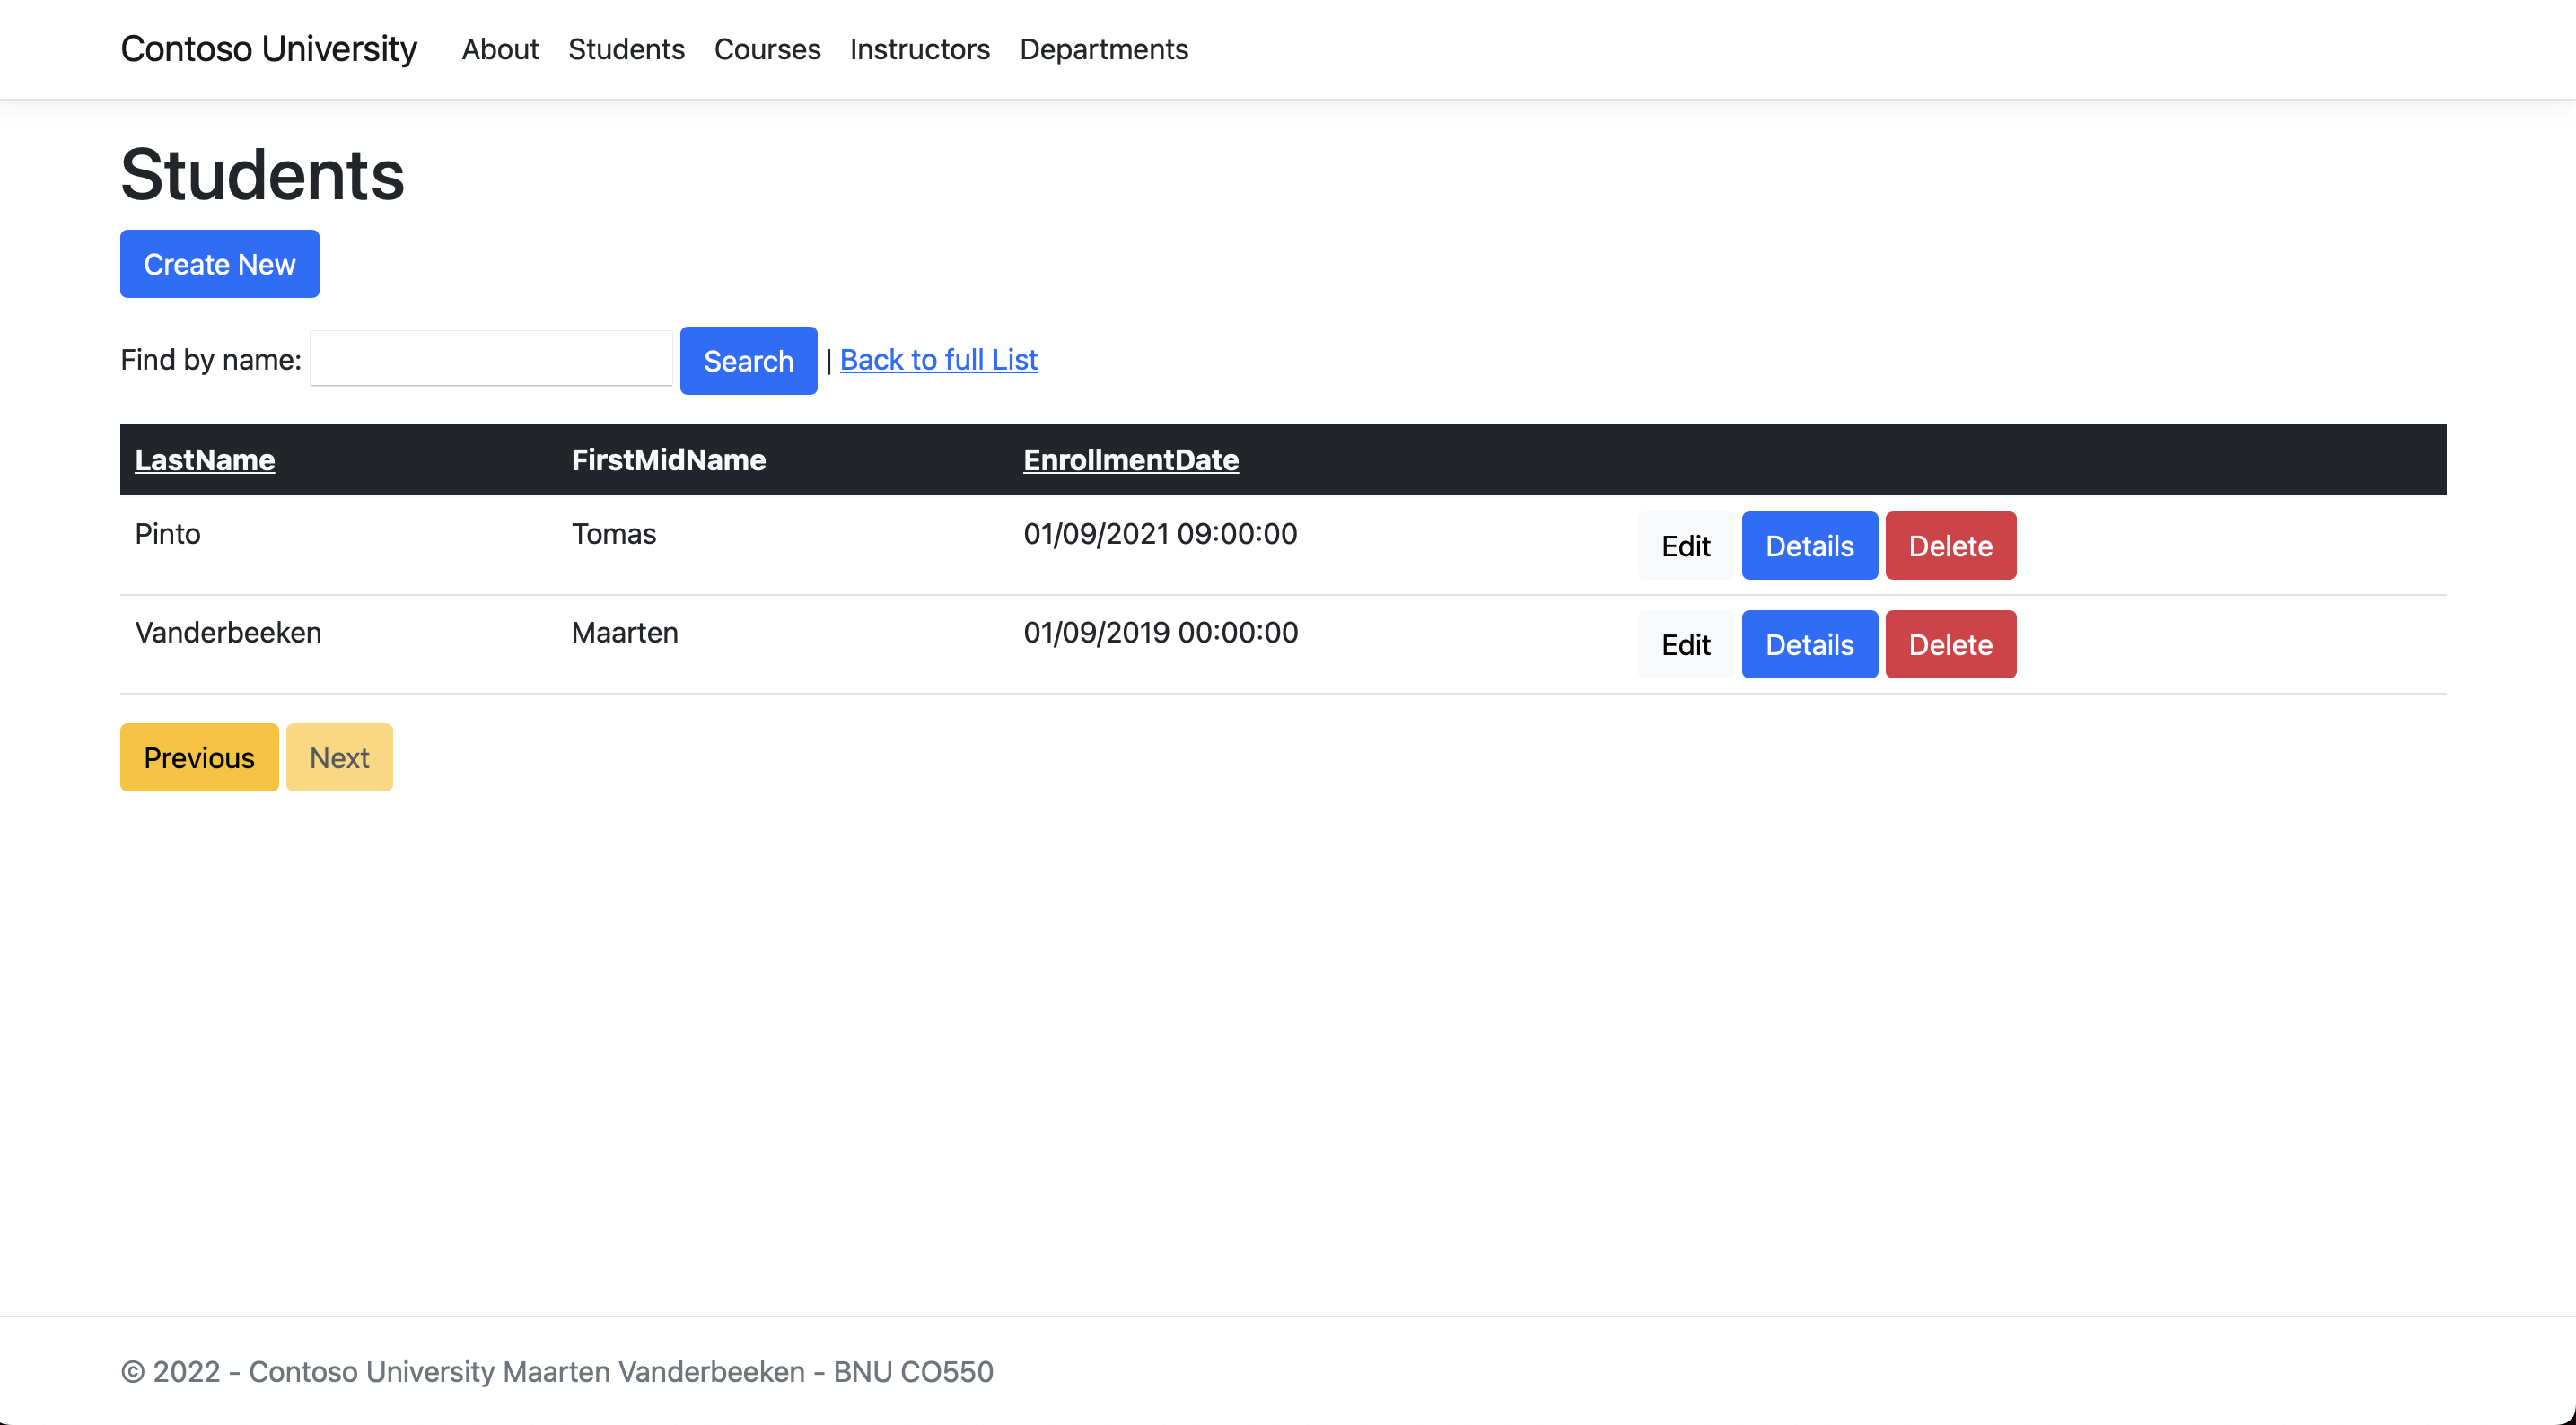 Contoso University About Students Courses Instructors Departments
Students
Create New
Find by name: Search | Back to full List
LastName FirstMidName EnrollmentDate
Pinto Tomas 01/09/2021 09:00:00 Edit Details Delete
Vanderbeeken Maarten 01/09/2019 00:00:00 Edit Details Delete
Previous Next
© 2022 - Contoso University Maarten Vanderbeeken - BNU CO550